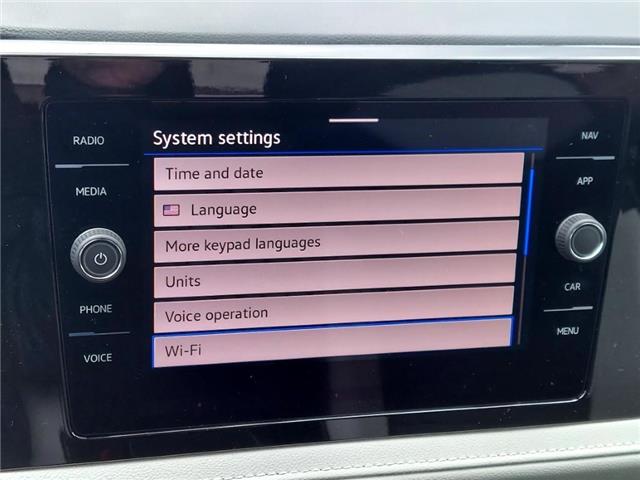 System settings
RADIO
MEDIA
PHONE
VOICE
Time and date
Language
More keypad languages
Units
Voice operation
Wi-Fi
NAV
APP
CAR
MENU